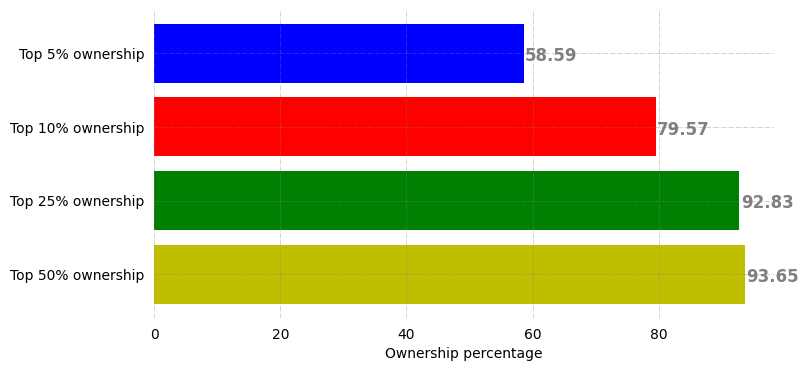 Top 5% ownership 58.59
Top 10% ownership 79.57
Top 25% ownership 92.83
Top 50% ownership 93.65
0 20 40 60 80
Ownership percentage